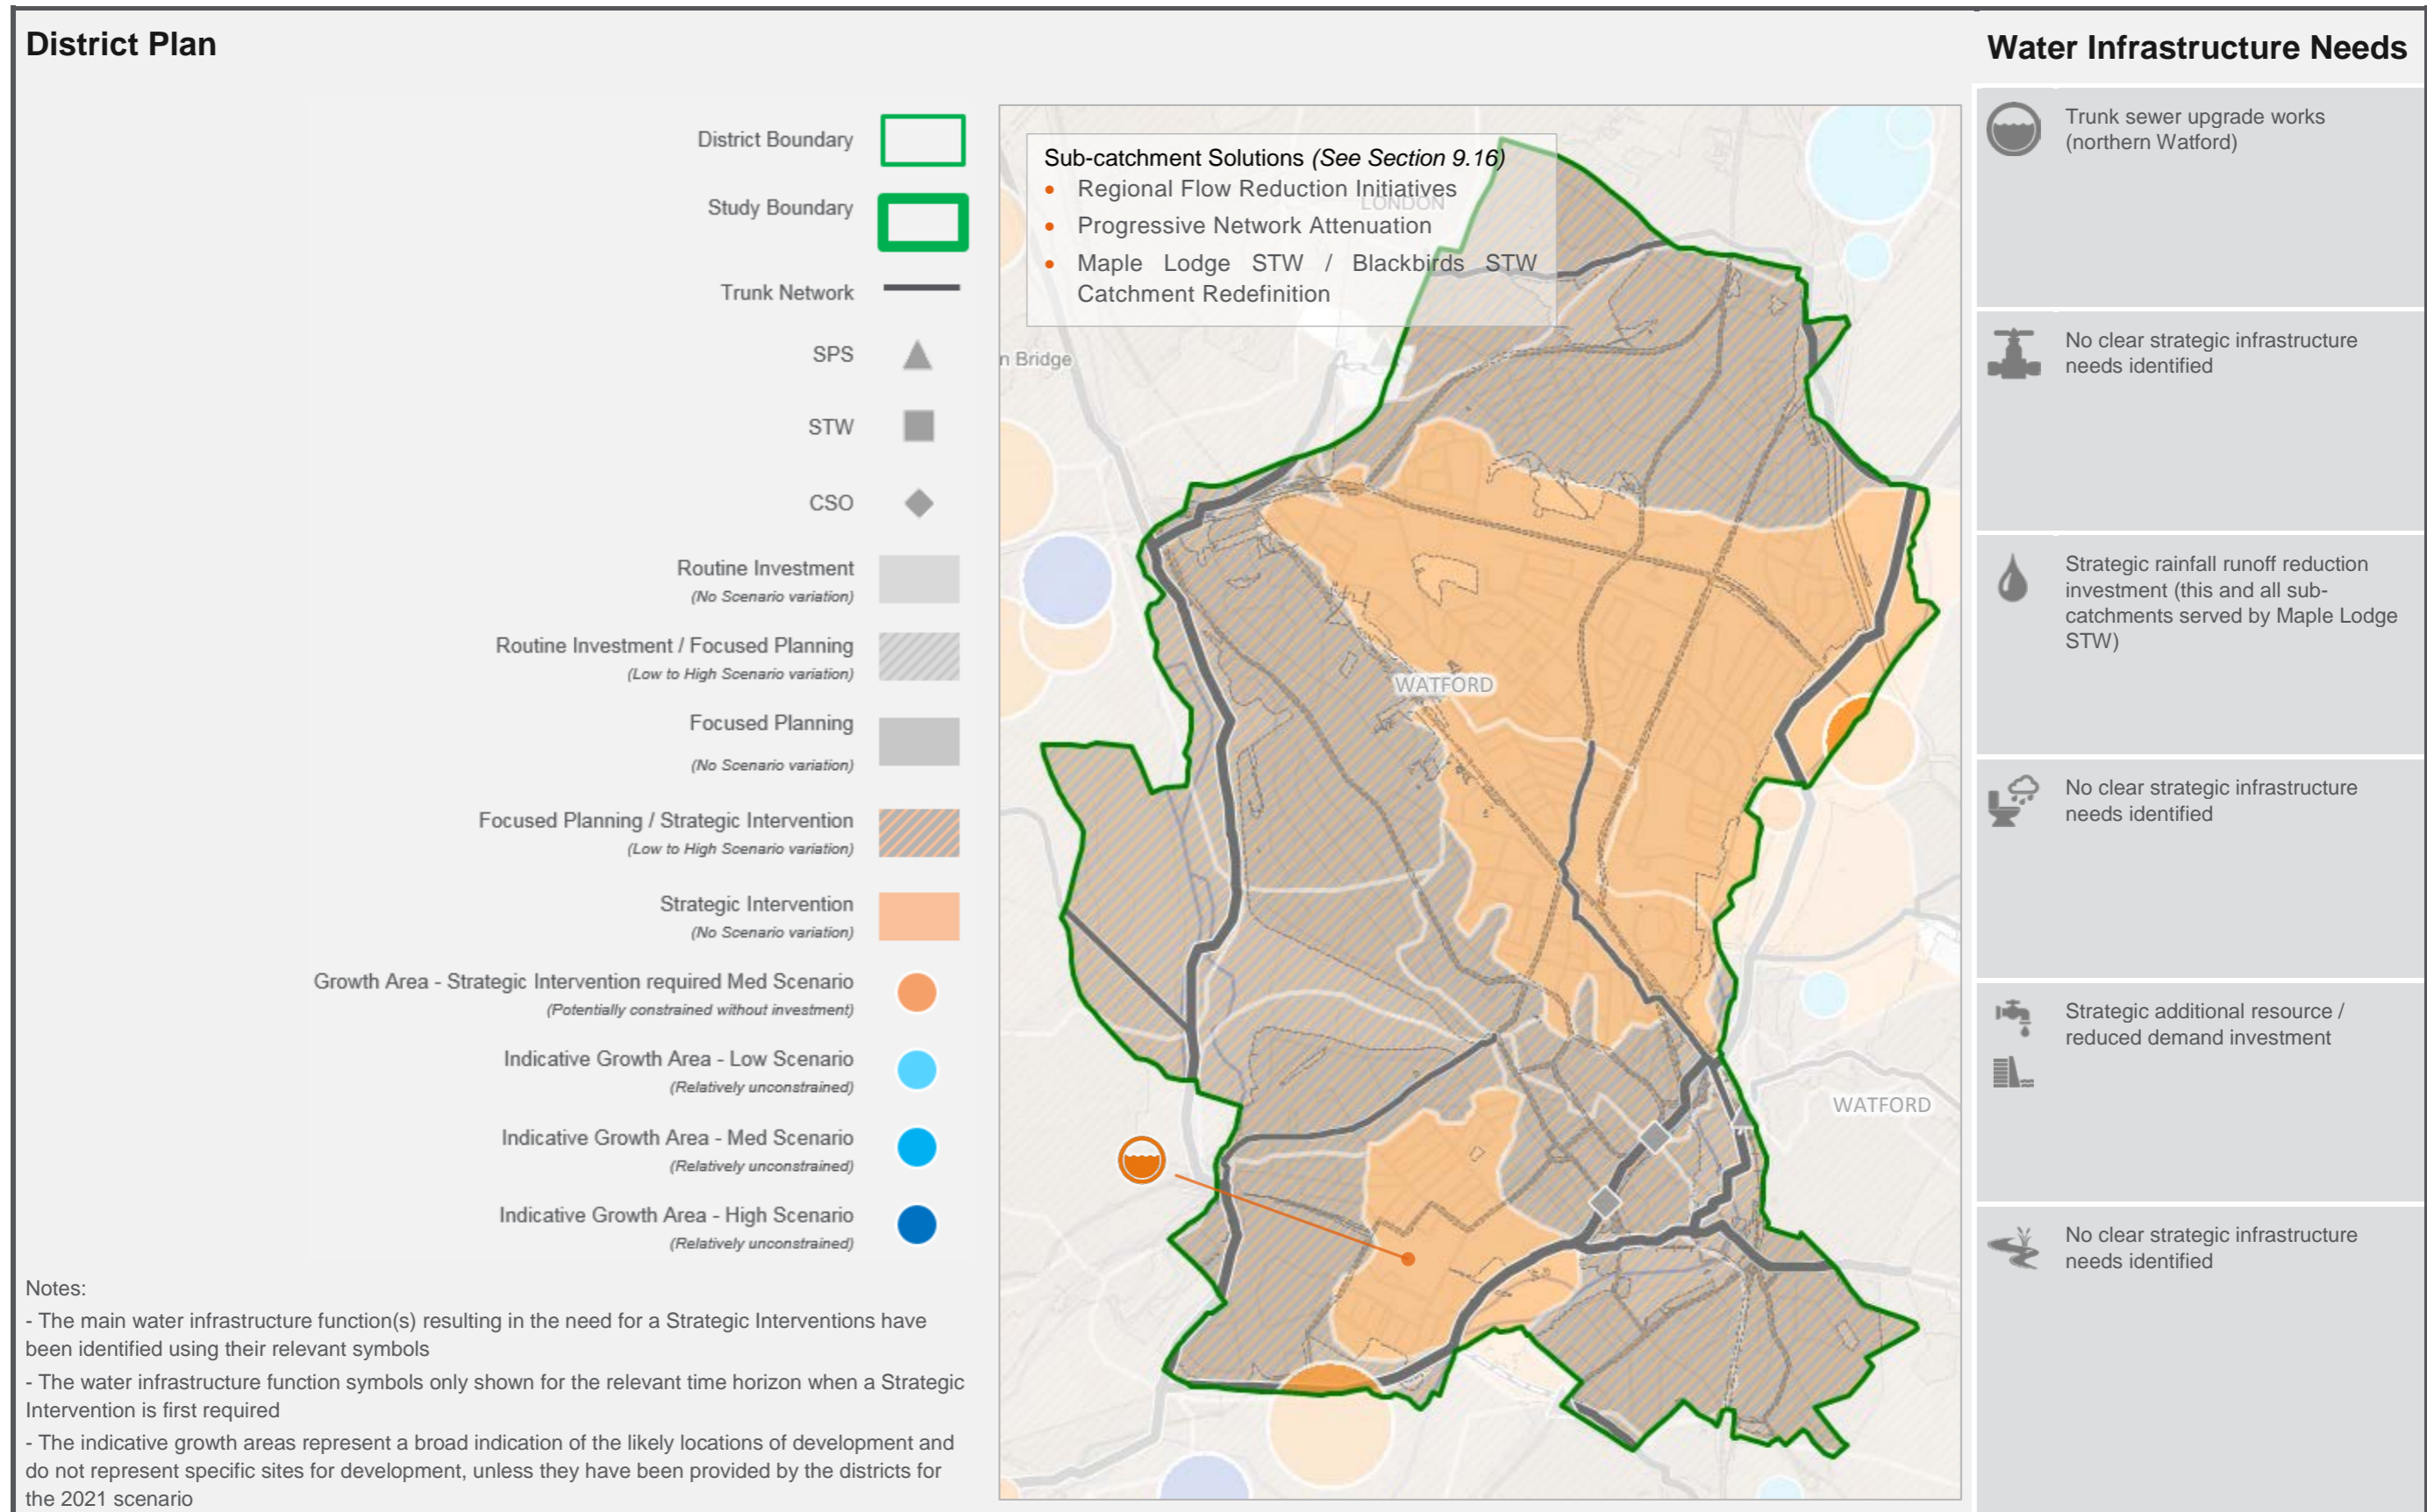 District Plan
Water Infrastructure Needs
District Boundary
Study Boundary
Trunk Network
SPS
STW
CSO
Routine Investment
(No Scenario variation)
Routine Investment / Focused Planning
(Low to High Scenario variation)
Focused Planning
(No Scenario variation)
Focused Planning / Strategic Intervention
(Low to High Scenario variation)
Strategic Intervention
(No Scenario variation)
Growth Area - Strategic Intervention required Med Scenario
(Potentially constrained without investment)
Indicative Growth Area - Low Scenario
(Relatively unconstrained)
Indicative Growth Area - Med Scenario
(Relatively unconstrained)
Indicative Growth Area - High Scenario
(Relatively unconstrained)
Notes:
- The main water infrastructure function(s) resulting in the need for a Strategic Interventions have
been identified using their relevant symbols
- The water infrastructure function symbols only shown for the relevant time horizon when a Strategic
Intervention is first required
- The indicative growth areas represent a broad indication of the likely locations of development and
do not represent specific sites for development, unless they have been provided by the districts for
the 2021 scenario
Sub-catchment Solutions (See Section 9.16)
• Regional Flow Reduction Initiatives
LONDON
• Progressive Network Attenuation
• Maple Lodge STW / Blackbirds STW
Catchment Redefinition
n Bridge
WATFORD
WATFORD
Trunk sewer upgrade works
(northern Watford)
No clear strategic infrastructure
needs identified
Strategic rainfall runoff reduction
investment (this and all sub-
catchments served by Maple Lodge
STW)
No clear strategic infrastructure
needs identified
Strategic additional resource /
reduced demand investment
No clear strategic infrastructure
needs identified